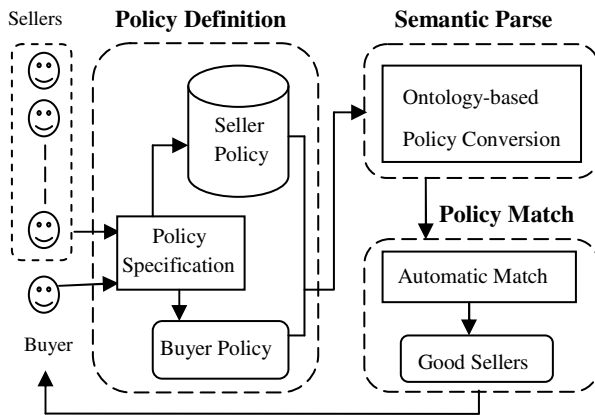 Sellers
Policy Definition
Semantic Parse
Seller
Policy
Ontology-based
Policy Conversion
Policy
Specification
Policy Match
Automatic Match
Buyer
Buyer Policy
Good Sellers